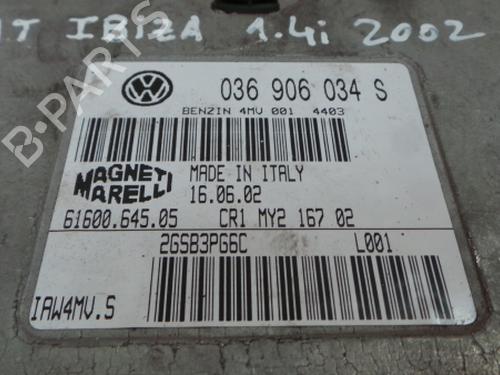 IBIZA 1.4i 2002
036 906 034 S
BENZIN 4MV 001 4403
MAGNETI MARELLI
MADE IN ITALY
16.06.02
61600.645.05 CR1 MY2 167 02
2GSB3P66C L001
IAW4MV.S
B-PARTS